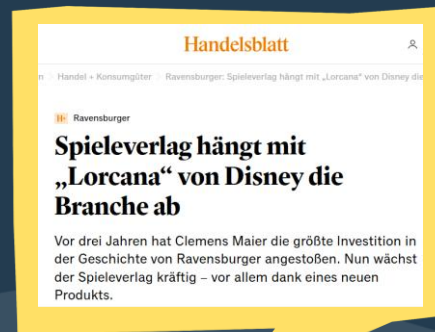 Handelsblatt
Handel + Konsumgüter Ravensburger: Spieleverlag hängt mit „Lorcana“ von Disney die
Ravensburger
Spieleverlag hängt mit
„Lorcana“ von Disney die
Branche ab
Vor drei Jahren hat Clemens Maier die größte Investition in
der Geschichte von Ravensburger angestoßen. Nun wächst
der Spieleverlag kräftig – vor allem dank eines neuen
Produkts.